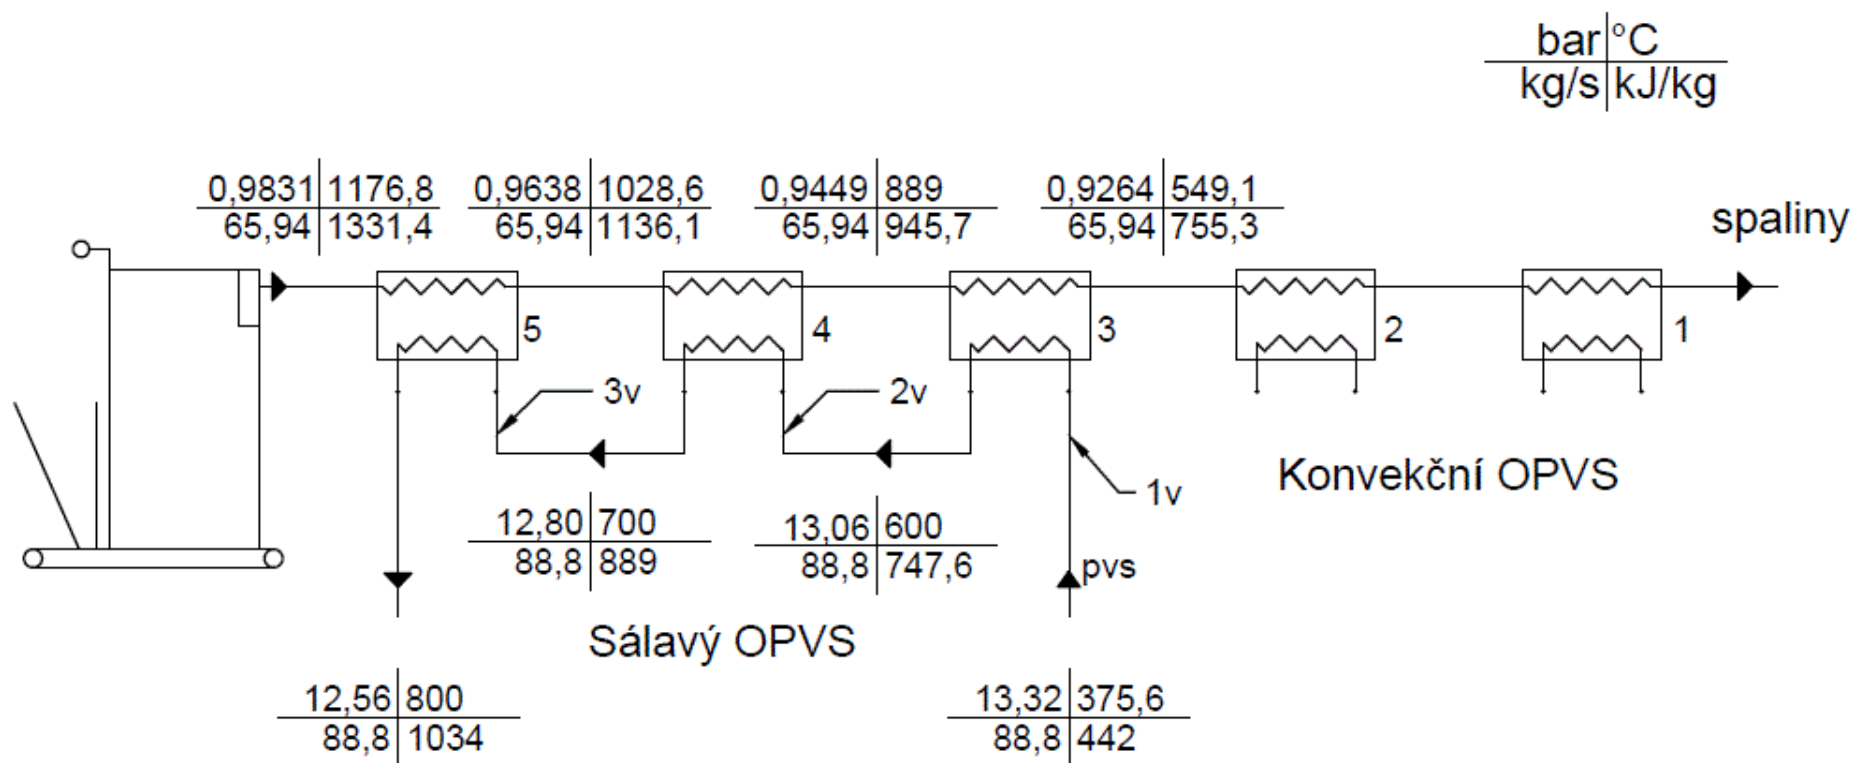 bar °C
kg/s kJ/kg
0,9831 1176,8
65,94 1331,4
0,9638 1028,6
65,94 1136,1
0,9449 889
65,94 945,7
0,9264 549,1
65,94 755,3
spaliny
5
4
3
2
1
3v
2v
1v
Konvekční OPVS
12,80 700
88,8 889
13,06 600
88,8 747,6
pvs
Sálavý OPVS
12,56 800
88,8 1034
13,32 375,6
88,8 442